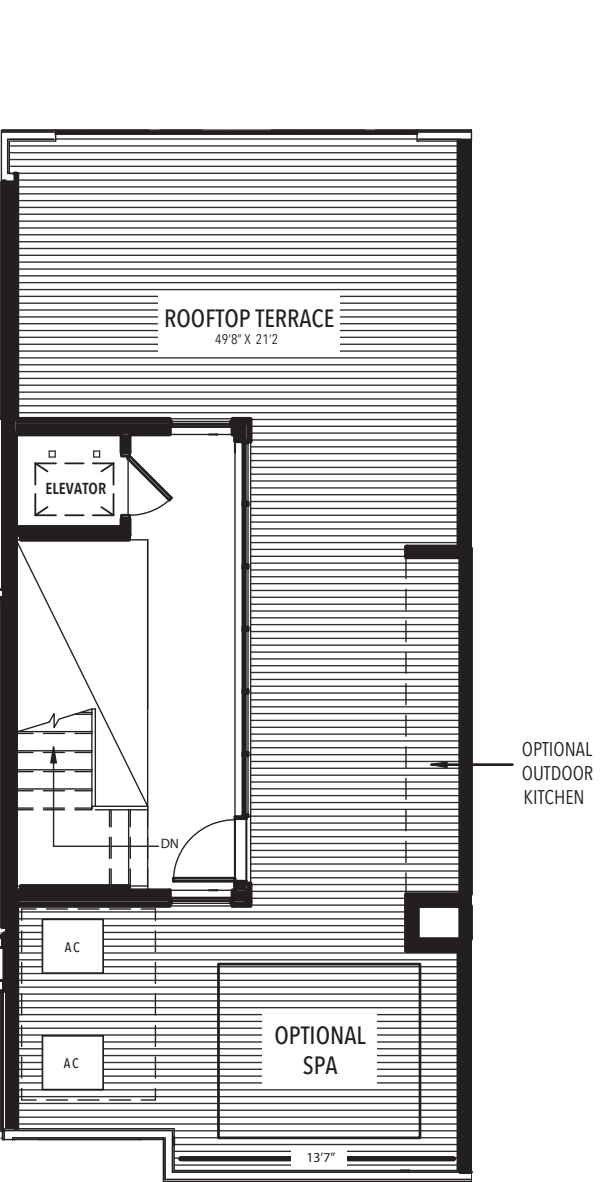 ROOFTOP TERRACE
49'8" X 21'2
ELEVATOR
OPTIONAL
OUTDOOR
KITCHEN
DN
AC
OPTIONAL
SPA
AC
13'7"